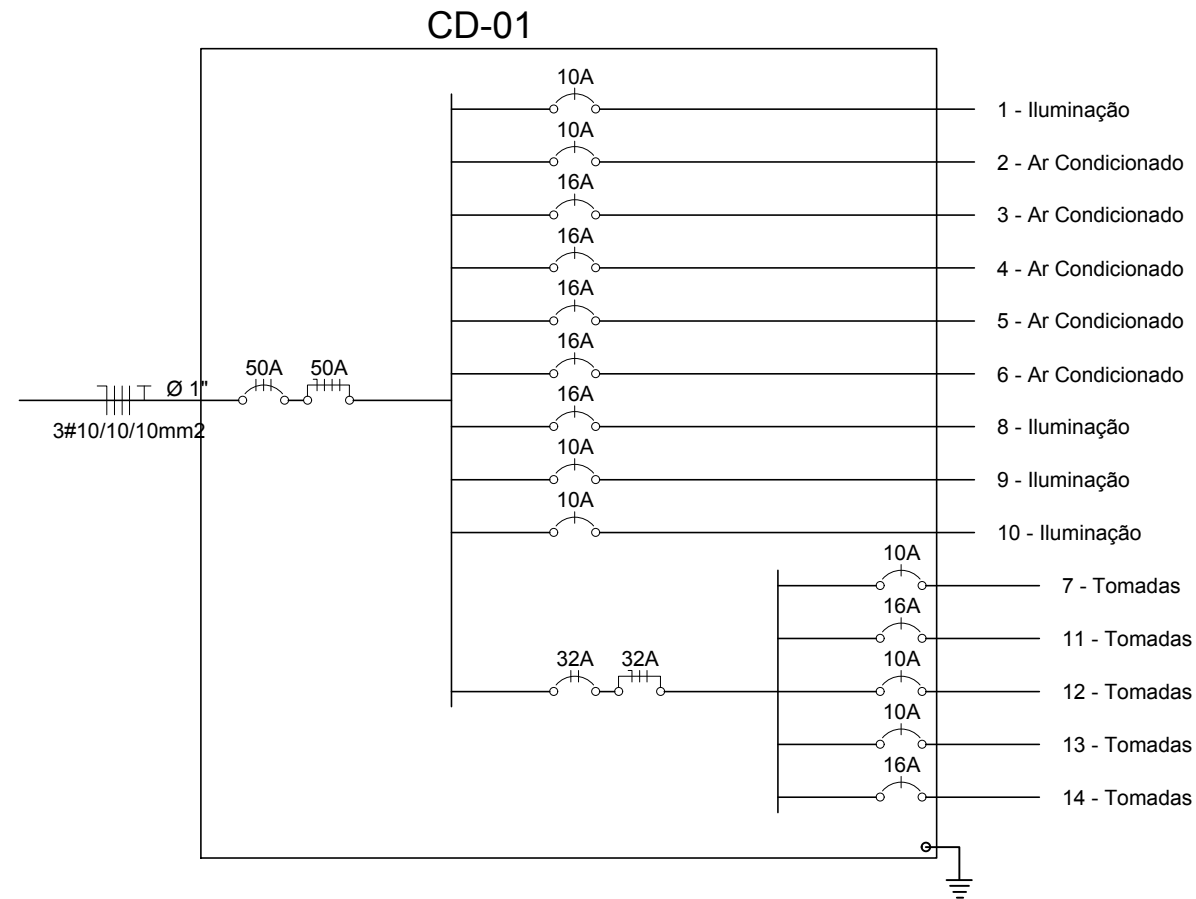 CD-01
10A
1 - Iluminação
10A
2 - Ar Condicionado
16A
3 - Ar Condicionado
16A
4 - Ar Condicionado
16A
5 - Ar Condicionado
16A
6 - Ar Condicionado
50A 50A
Ø 1"
3#10/10/10mm2
16A
8 - Iluminação
10A
9 - Iluminação
10A
10 - Iluminação
10A
7 - Tomadas
16A
11 - Tomadas
32A 32A
10A
12 - Tomadas
10A
13 - Tomadas
16A
14 - Tomadas